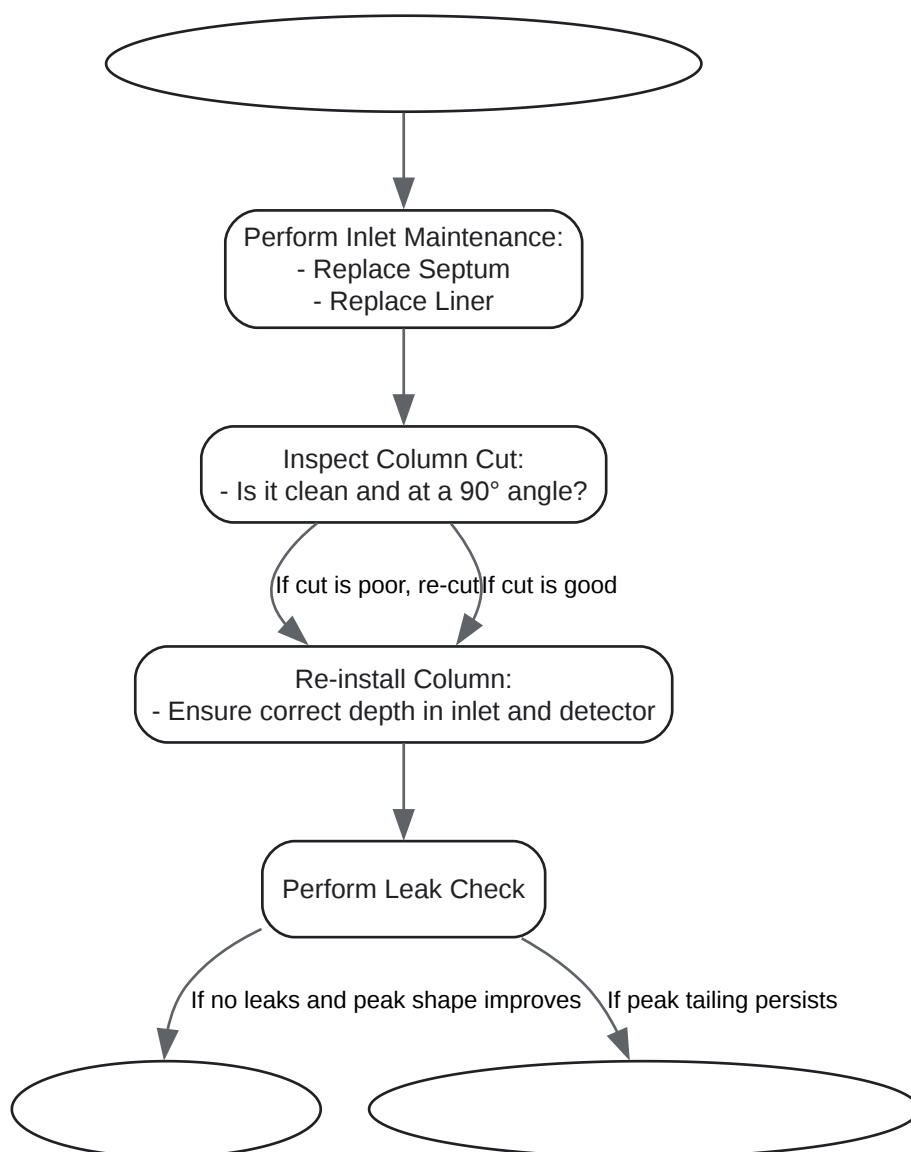 Perform Inlet Maintenance:
- Replace Septum
- Replace Liner
Inspect Column Cut:
- Is it clean and at a 90° angle?
If cut is poor, re-cut
If cut is good
Re-install Column:
- Ensure correct depth in inlet and detector
Perform Leak Check
If no leaks and peak shape improves
If peak tailing persists